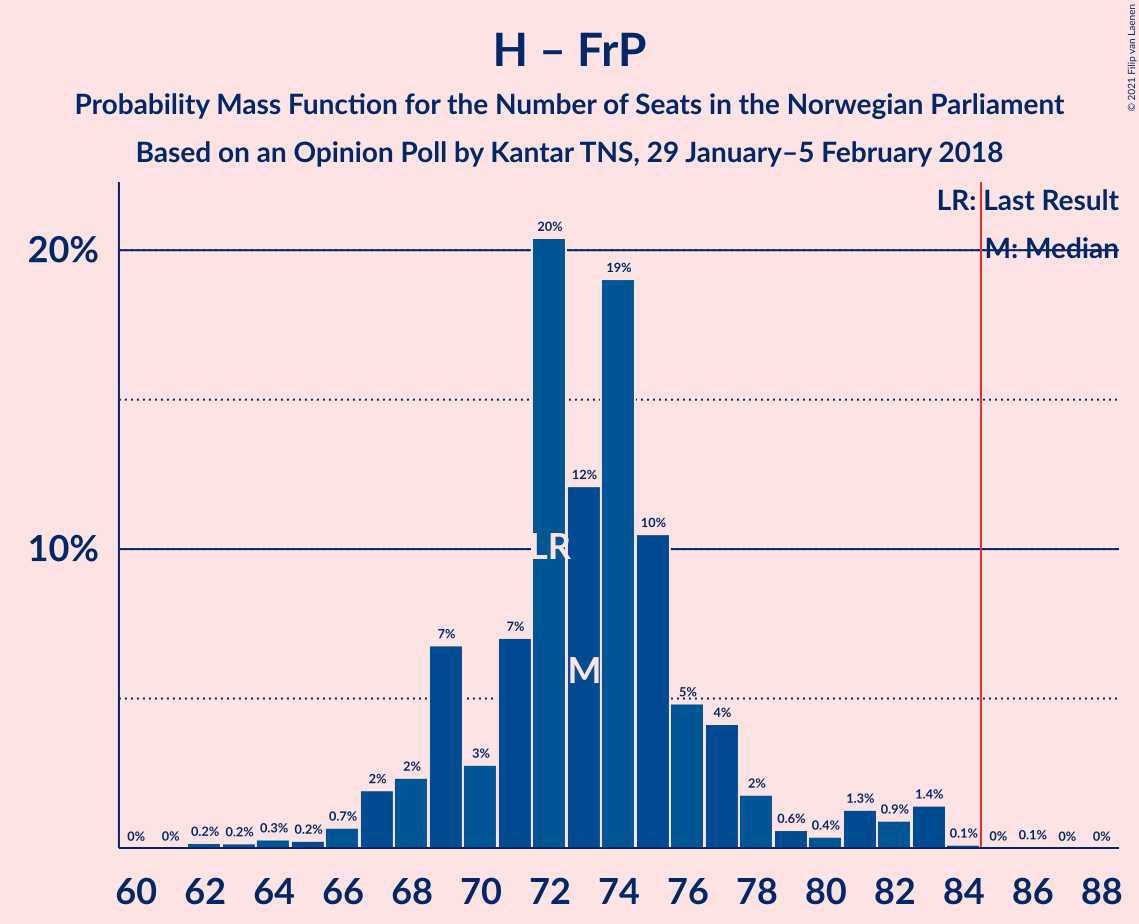 H – FrP
Probability Mass Function for the Number of Seats in the Norwegian Parliament
Based on an Opinion Poll by Kantar TNS, 29 January–5 February 2018
© 2021 Filip van Laenen
LR: Last Result
M: Median
20%
10%
0% 0% 0.2% 0.2% 0.3% 0.2% 0.7% 2% 2% 7% 3% 7% 20% 12% 19% 10% 5% 4% 2% 0.6% 0.4% 1.3% 0.9% 1.4% 0.1% 0% 0.1% 0% 0%
LR
M
60 62 64 66 68 70 72 74 76 78 80 82 84 86 88